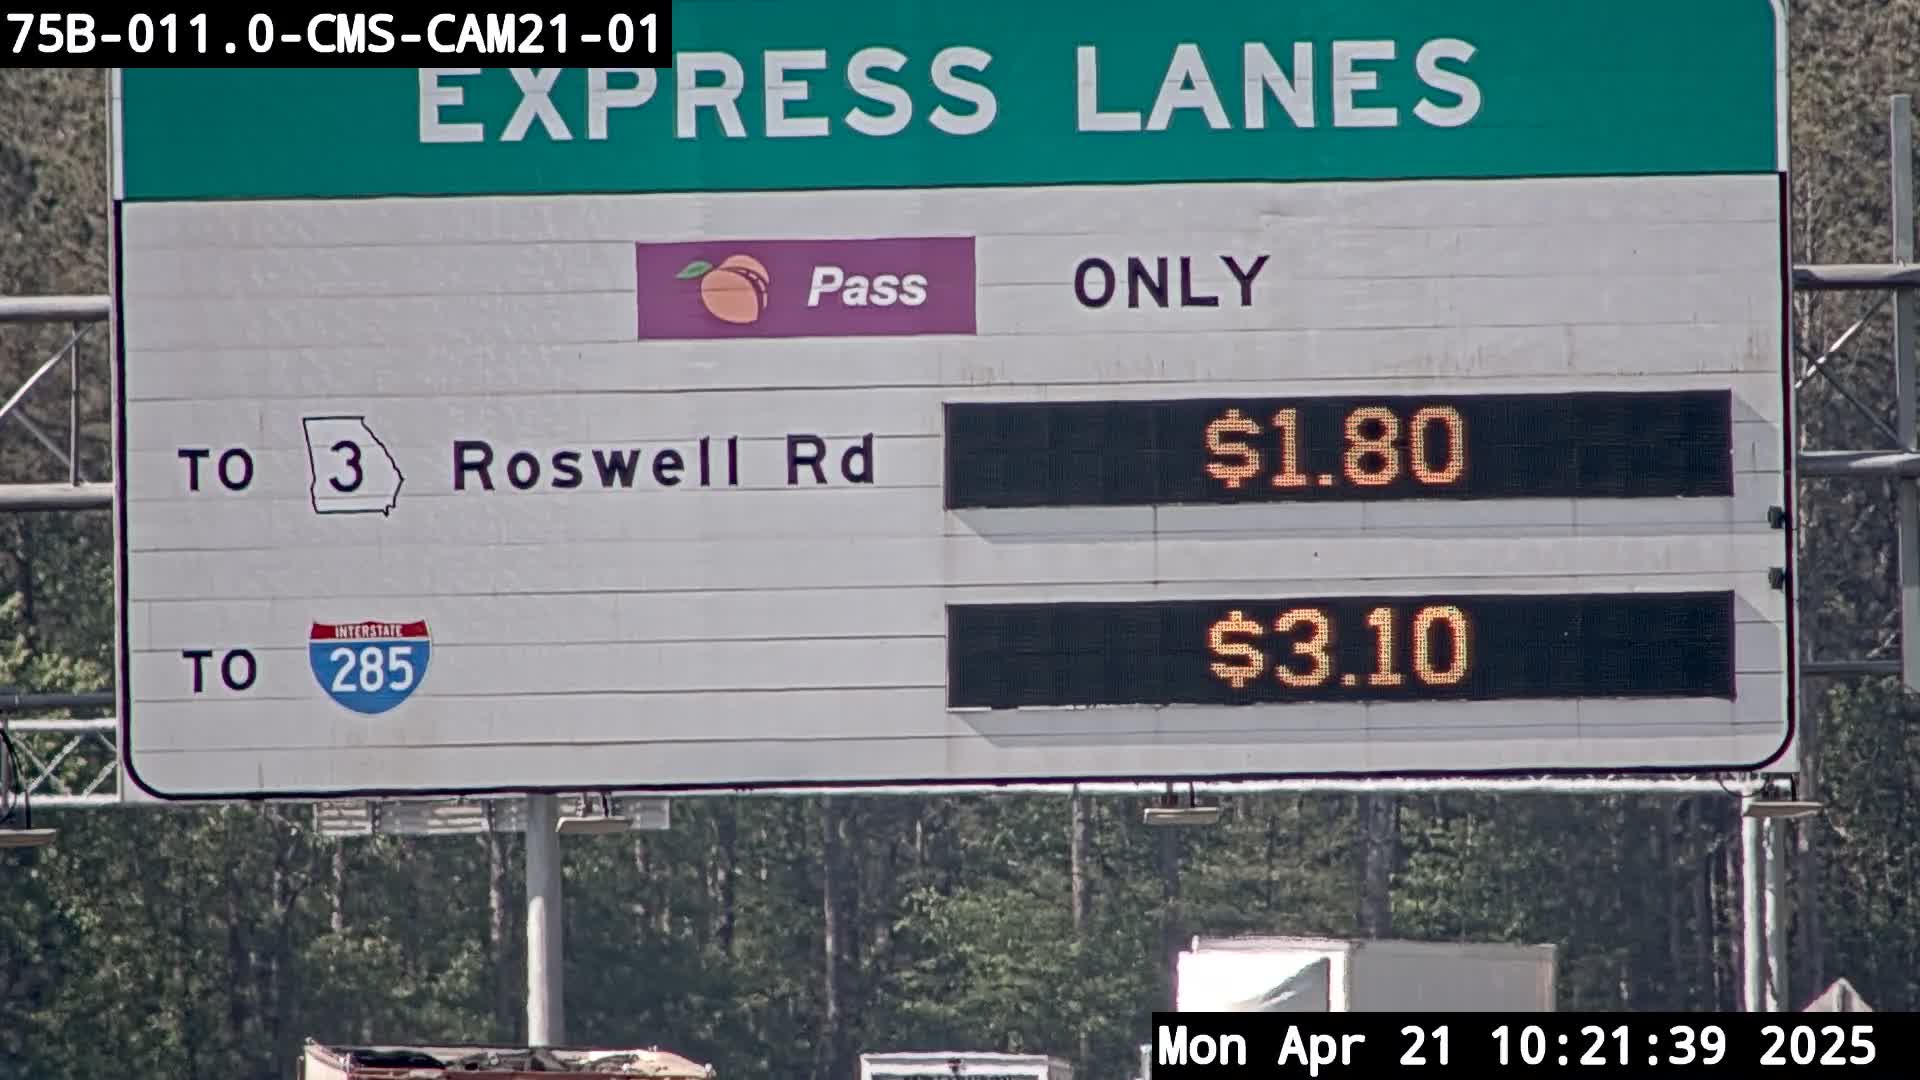 75B-011.0-CMS-CAM21-01
EXPRESS LANES
Pass ONLY
TO 3 Roswell Rd $1.80
TO INTERSTATE 285 $3.10
Mon Apr 21 10:21:39 2025